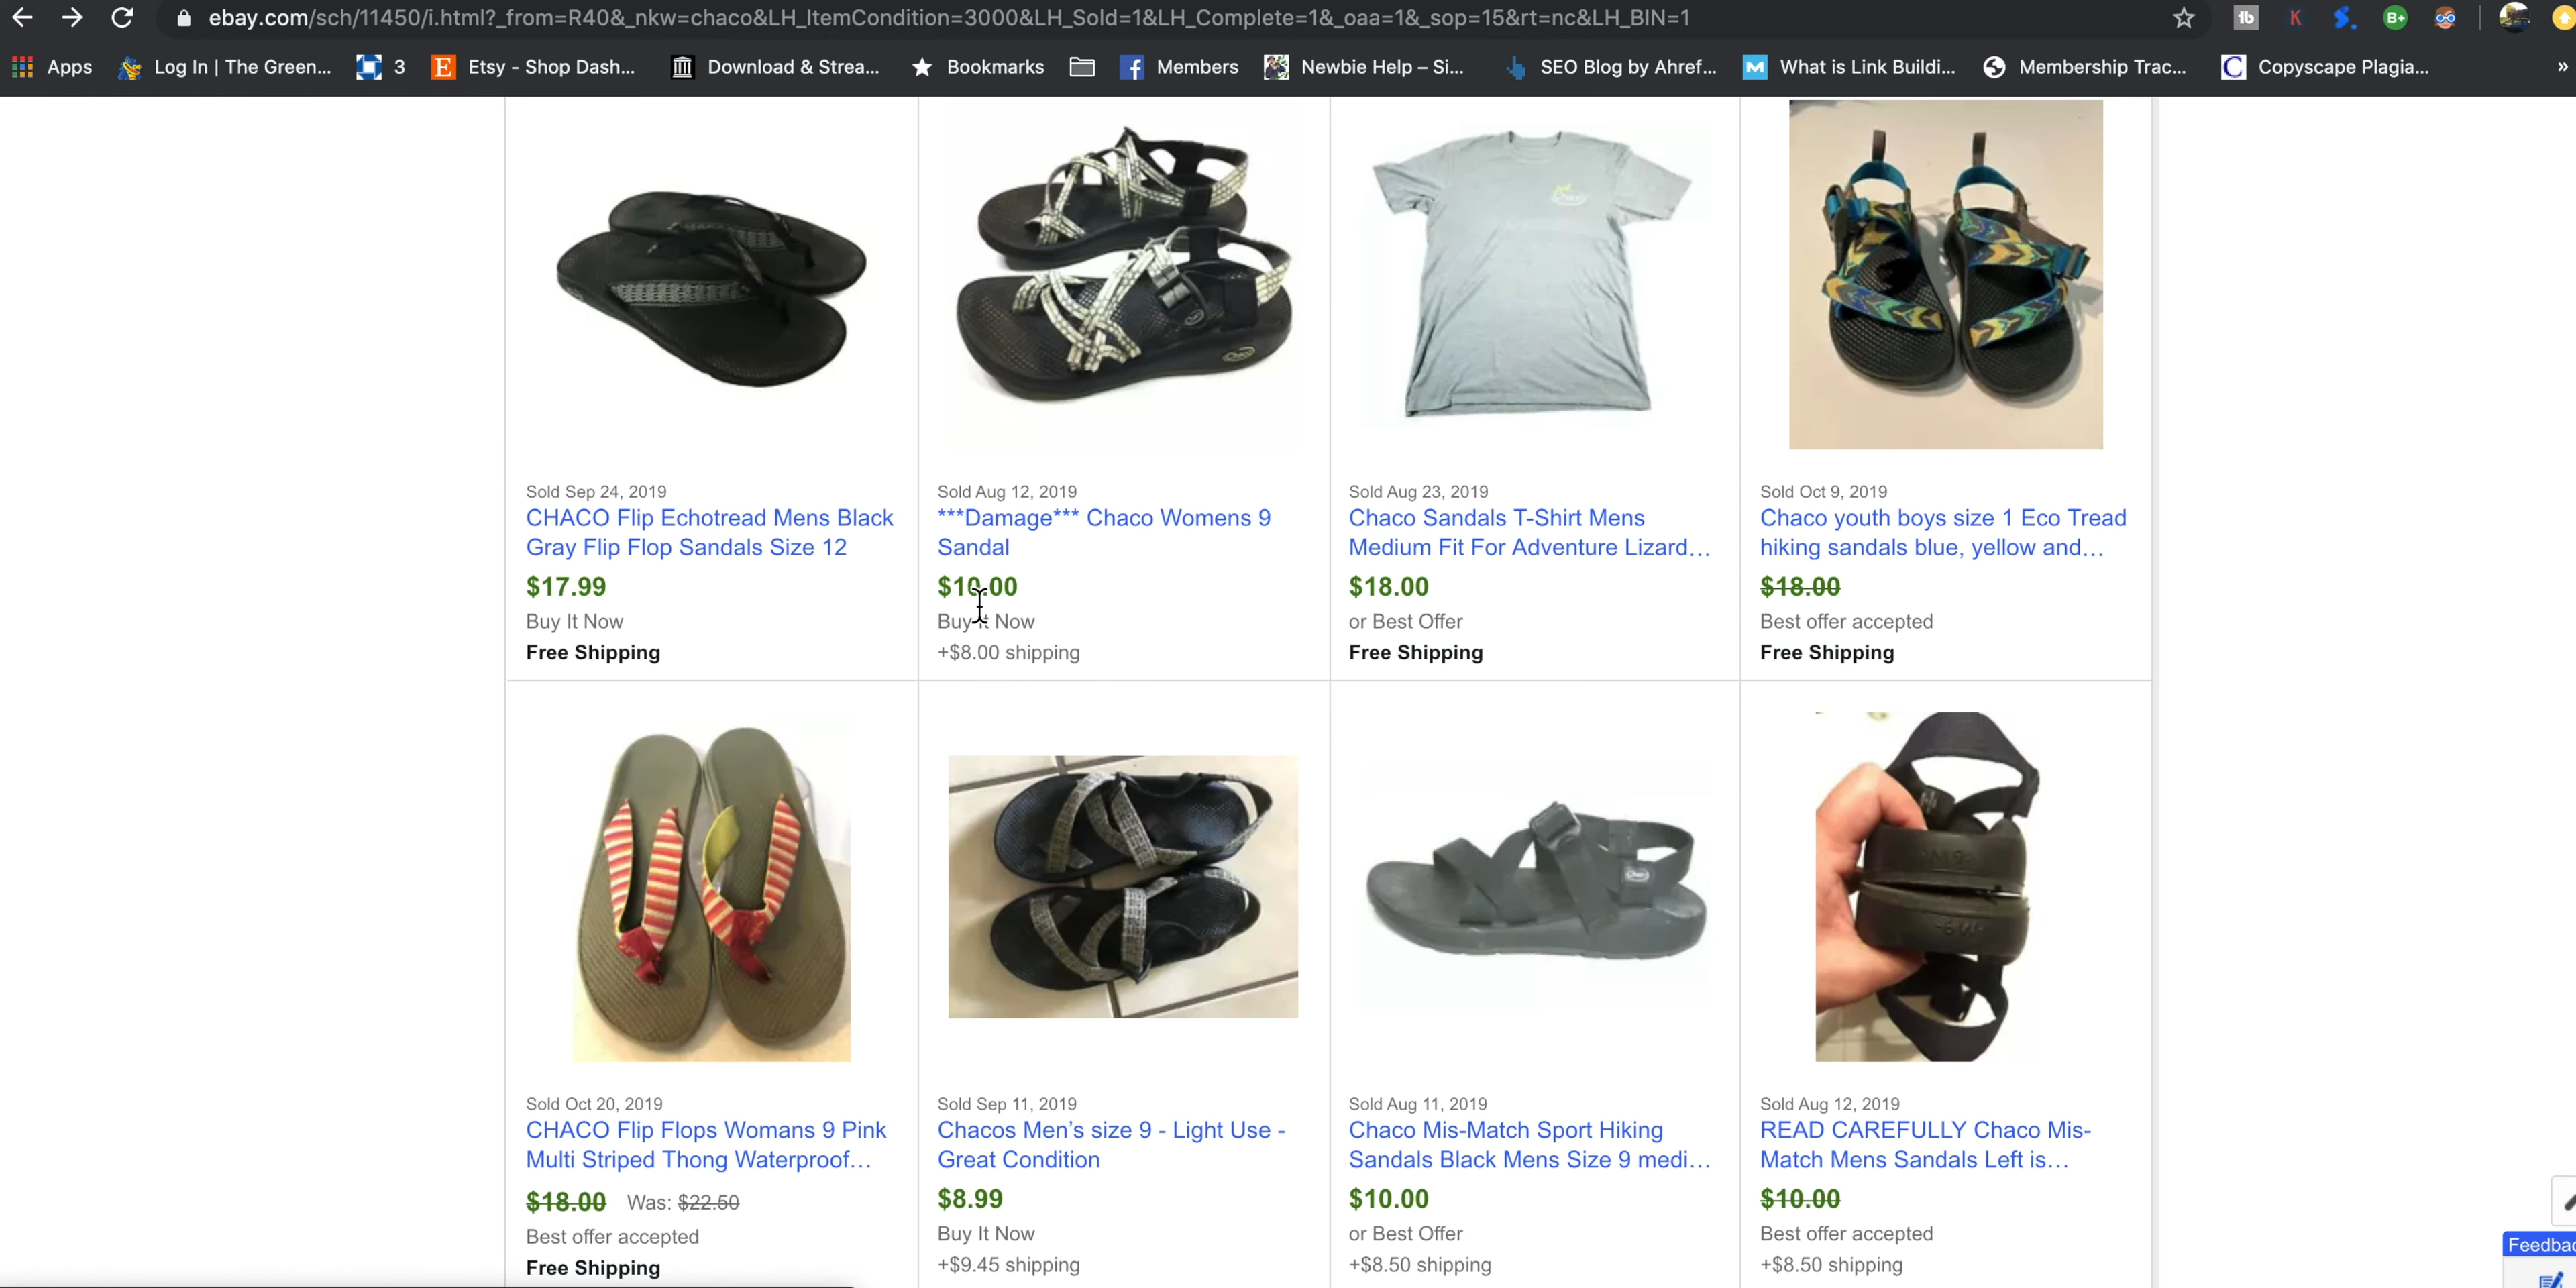 ebay.com/sch/11450/i.html?_from=R40&_nkw=chaco&LH_ItemCondition=3000&LH_Sold=1&LH_Complete=1&_oaa=1&_sop=15&rt=nc&LH_BIN=1
Apps Log In | The Green... 3 Etsy - Shop Dash... Download & Strea... Bookmarks Members Newbie Help – Si... SEO Blog by Ahref... What is Link Buildi... Membership Trac... Copyscape Plagia... »
Sold Sep 24, 2019
CHACO Flip Echotread Mens Black
Gray Flip Flop Sandals Size 12
$17.99
Buy It Now
Free Shipping
Sold Aug 12, 2019
***Damage*** Chaco Womens 9
Sandal
$10.00
Buy It Now
+$8.00 shipping
Sold Aug 23, 2019
Chaco Sandals T-Shirt Mens
Medium Fit For Adventure Lizard...
$18.00
or Best Offer
Free Shipping
Sold Oct 9, 2019
Chaco youth boys size 1 Eco Tread
hiking sandals blue, yellow and...
$18.00
Best offer accepted
Free Shipping
Sold Oct 20, 2019
CHACO Flip Flops Womans 9 Pink
Multi Striped Thong Waterproof...
$18.00 Was: $22.50
Best offer accepted
Free Shipping
Sold Sep 11, 2019
Chacos Men’s size 9 - Light Use -
Great Condition
$8.99
Buy It Now
+$9.45 shipping
Sold Aug 11, 2019
Chaco Mis-Match Sport Hiking
Sandals Black Mens Size 9 medi...
$10.00
or Best Offer
+$8.50 shipping
Sold Aug 12, 2019
READ CAREFULLY Chaco Mis-
Match Mens Sandals Left is...
$10.00
Best offer accepted
+$8.50 shipping
Feedbac